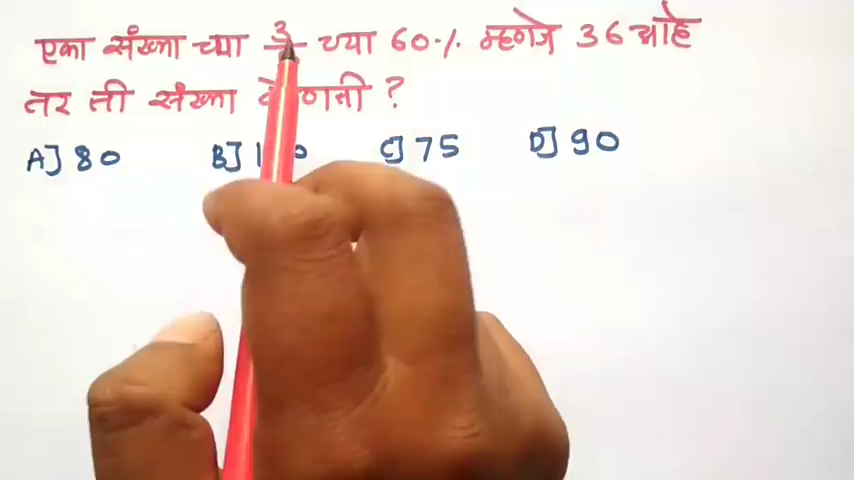 एका संख्या च्या 3 च्या 60% म्हणजे 36 आहे
तर ती संख्या ?
A] 80 B] C] 75 D] 90